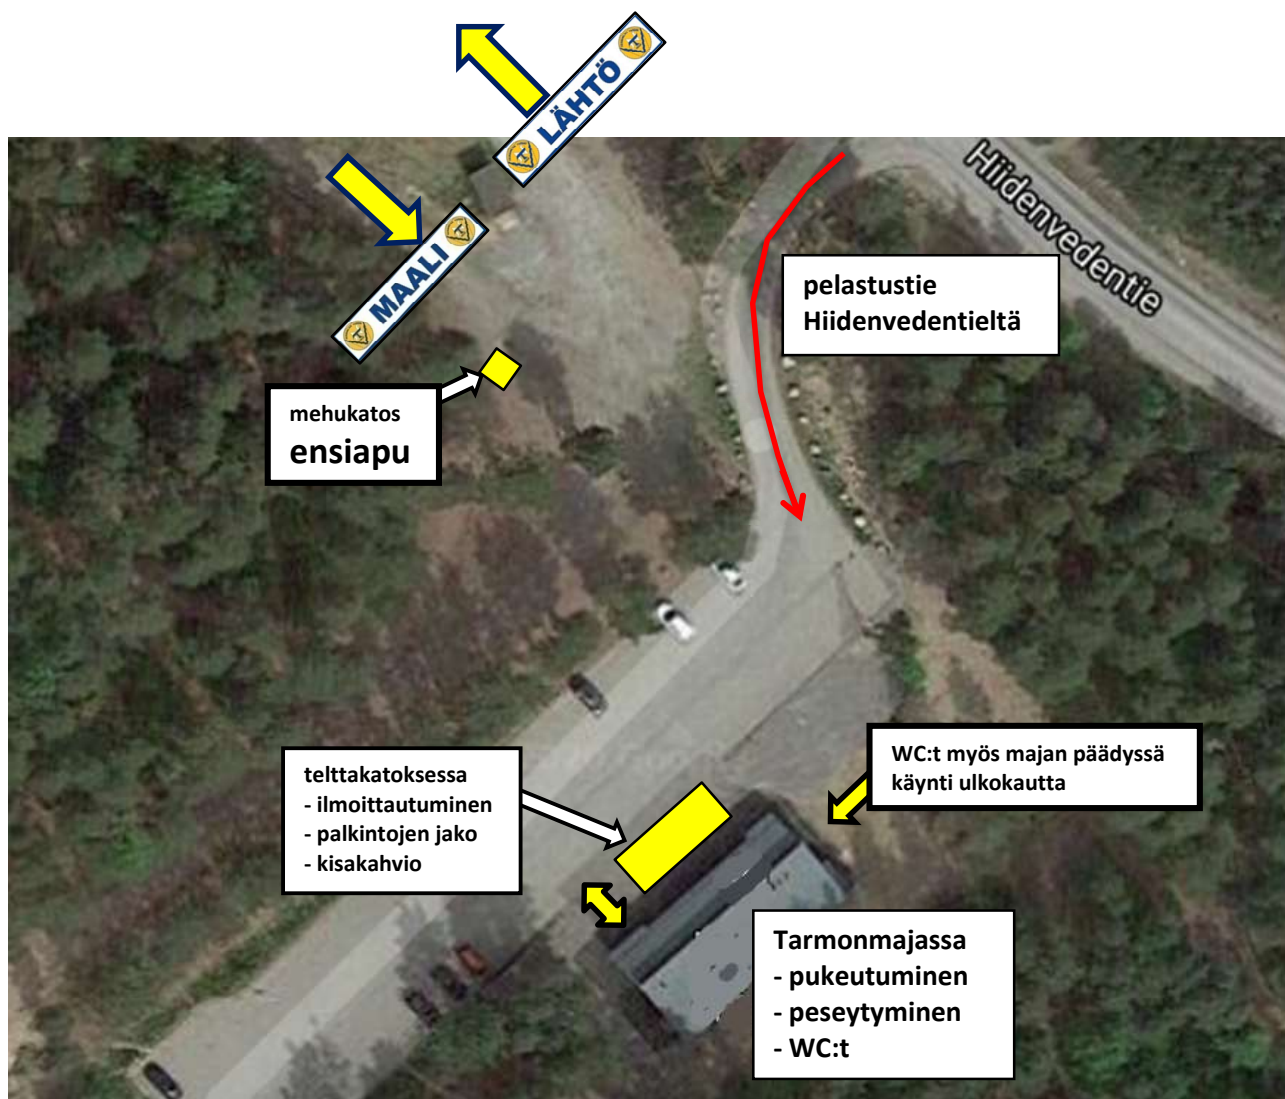 LÄHTÖ
MAALI
Hiidenvedentie
pelastustie
Hiidenvedentieltä
mehukatos
ensiapu
WC:t myös majan päädyssä
käynti ulkokautta
telttakatoksessa
- ilmoittautuminen
- palkintojen jako
- kisakahvio
Tarmonmajassa
- pukeutuminen
- peseytyminen
- WC:t